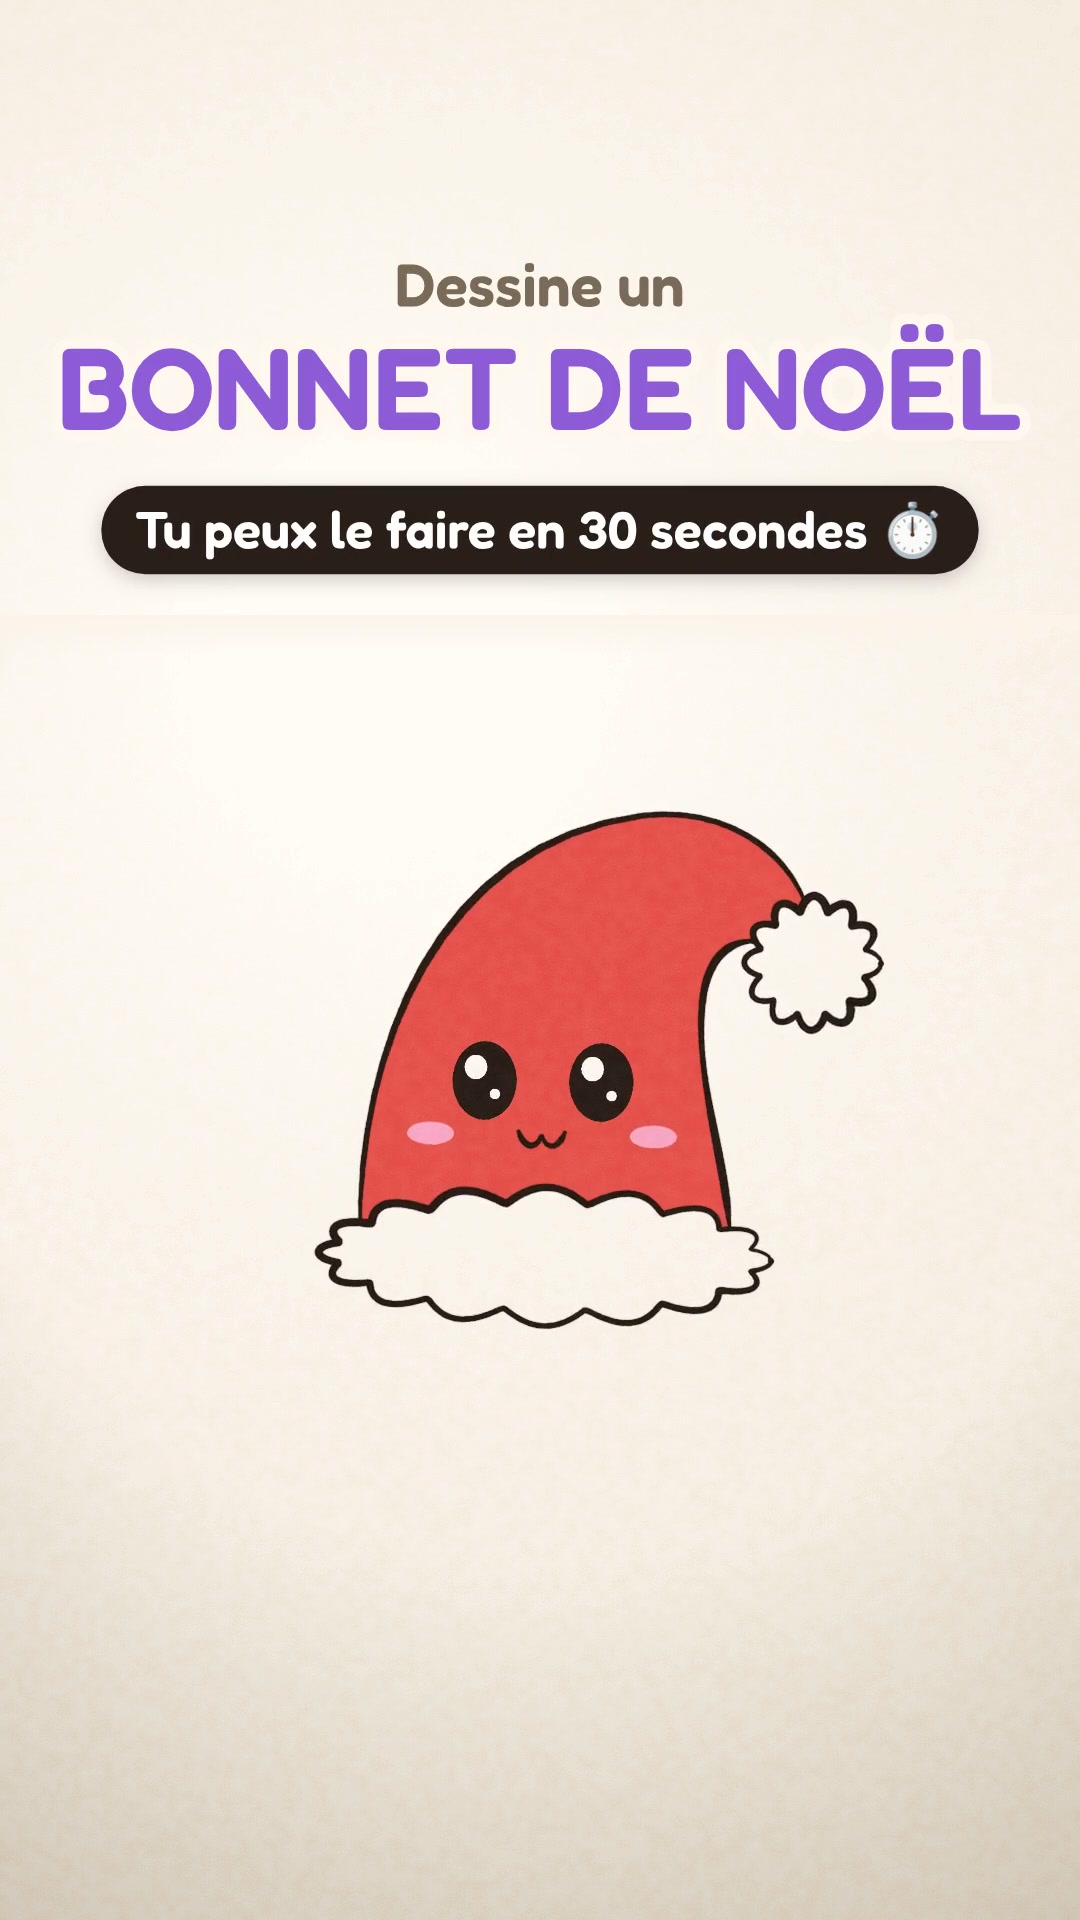 Dessine un
BONNET DE NOËL
Tu peux le faire en 30 secondes ⏱️